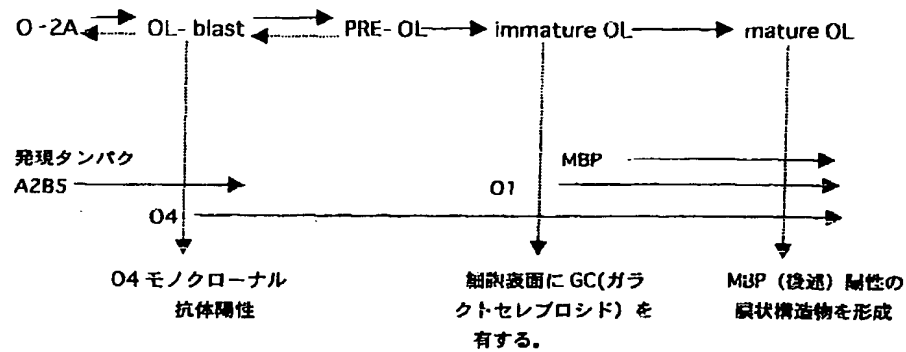 O-2A OL-blast PRE-OL immature OL mature OL
発現タンパク
MBP
A2B5
O1
O4
O4 モノクローナル
抗体陽性
細胞表面に GC(ガラ
クトセレブロシド）を
有する。
MBP（後述）陽性の
膜状構造物を形成